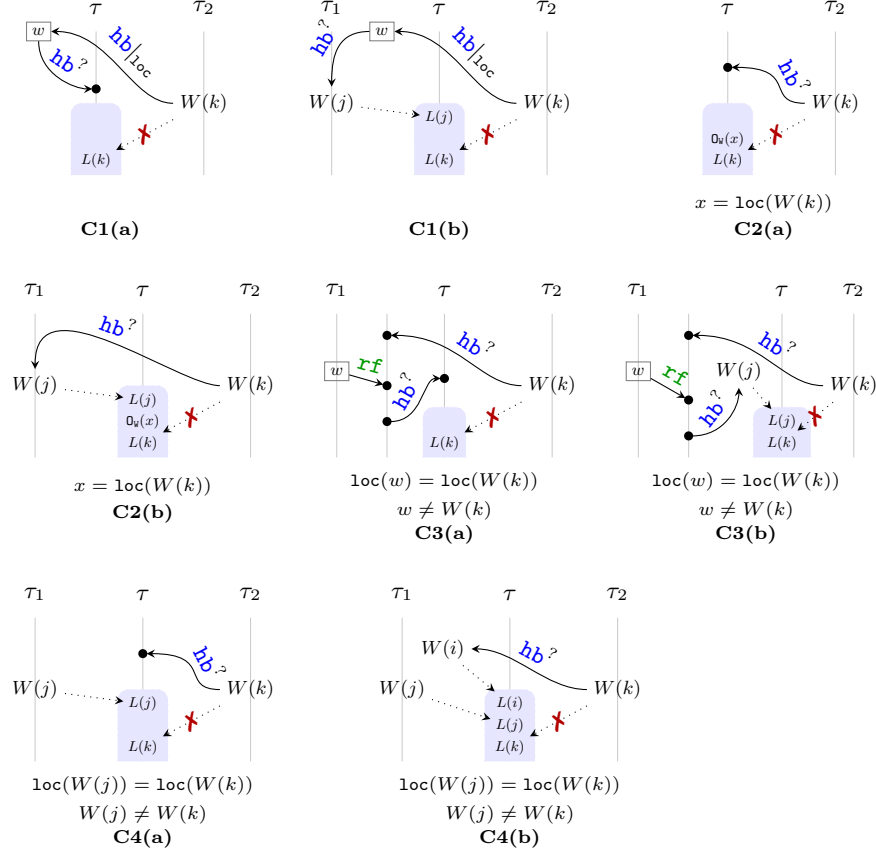 τ τ₂
w hb? hb|loc W(k)
L(k)
C1(a)
τ₁ τ τ₂
hb? w hb|loc
W(j) L(j) W(k)
L(k)
C1(b)
τ τ₂
hb? W(k)
O_W(x)
L(k)
x = loc(W(k))
C2(a)
τ₁ τ τ₂
hb?
W(j) L(j) W(k)
O_W(x)
L(k)
x = loc(W(k))
C2(b)
τ₁ τ τ₂
hb?
w rf hb? W(k)
L(k)
loc(w) = loc(W(k))
w ≠ W(k)
C3(a)
τ₁ τ τ₂
hb?
w rf W(j) W(k)
hb? L(j)
L(k)
loc(w) = loc(W(k))
w ≠ W(k)
C3(b)
τ₁ τ τ₂
hb?
W(j) L(j) W(k)
L(k)
loc(W(j)) = loc(W(k))
W(j) ≠ W(k)
C4(a)
τ₁ τ τ₂
W(i) hb?
W(j) L(i) W(k)
L(j)
L(k)
loc(W(j)) = loc(W(k))
W(j) ≠ W(k)
C4(b)